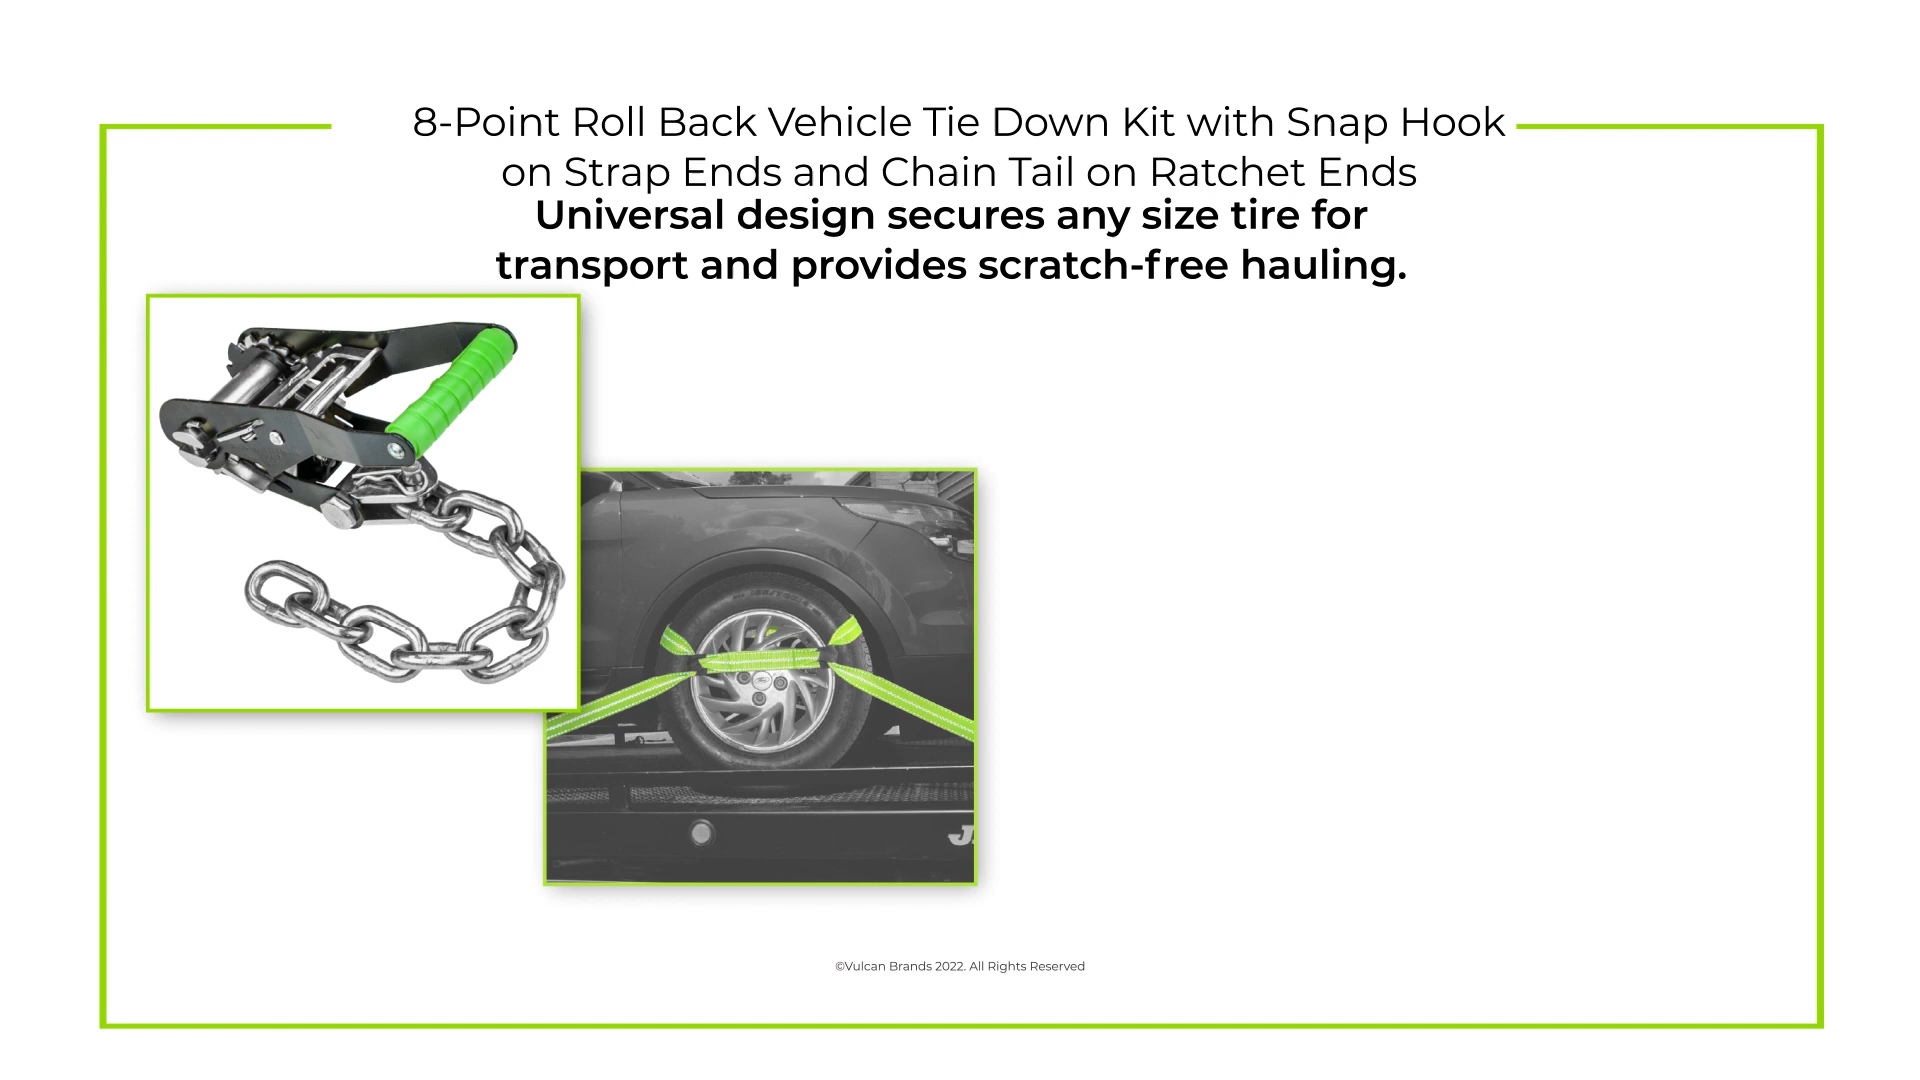 8-Point Roll Back Vehicle Tie Down Kit with Snap Hook
on Strap Ends and Chain Tail on Ratchet Ends
Universal design secures any size tire for
transport and provides scratch-free hauling.
©Vulcan Brands 2022. All Rights Reserved